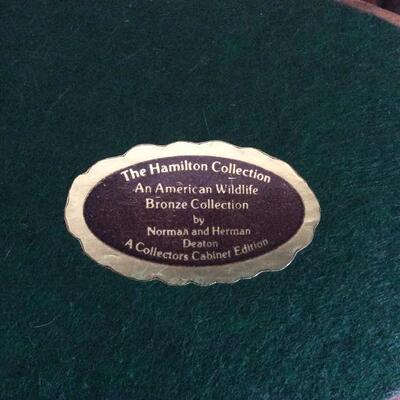 The Hamilton Collection
An American Wildlife
Bronze Collection
by
Norman and Herman
Deaton
A Collectors Cabinet Edition